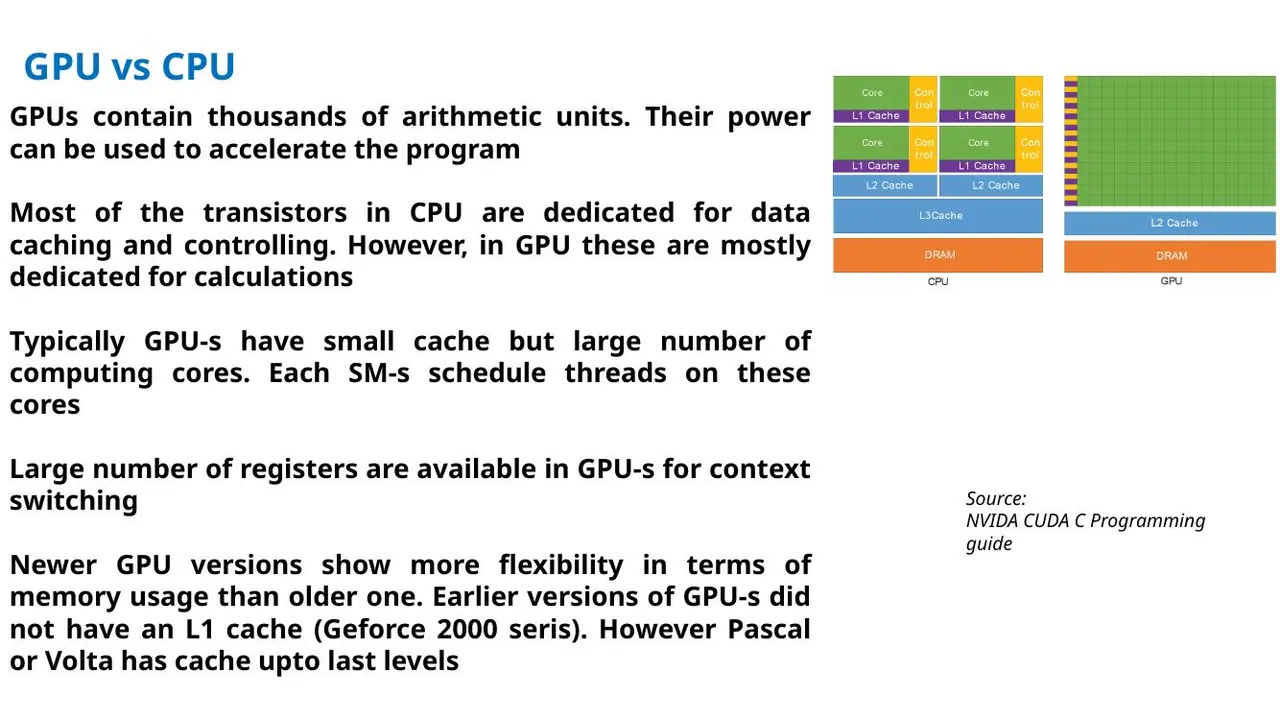 GPU vs CPU
GPUs contain thousands of arithmetic units. Their power
can be used to accelerate the program
Most of the transistors in CPU are dedicated for data
caching and controlling. However, in GPU these are mostly
dedicated for calculations
Typically GPU-s have small cache but large number of
computing cores. Each SM-s schedule threads on these
cores
Large number of registers are available in GPU-s for context
switching
Newer GPU versions show more flexibility in terms of
memory usage than older one. Earlier versions of GPU-s did
not have an L1 cache (Geforce 2000 seris). However Pascal
or Volta has cache upto last levels
Core
Con
trol
L1 Cache
Core
Con
trol
L1 Cache
Core
Con
trol
L1 Cache
Core
Con
trol
L1 Cache
L2 Cache
L2 Cache
L3Cache
DRAM
CPU
L2 Cache
DRAM
GPU
Source:
NVIDA CUDA C Programming
guide